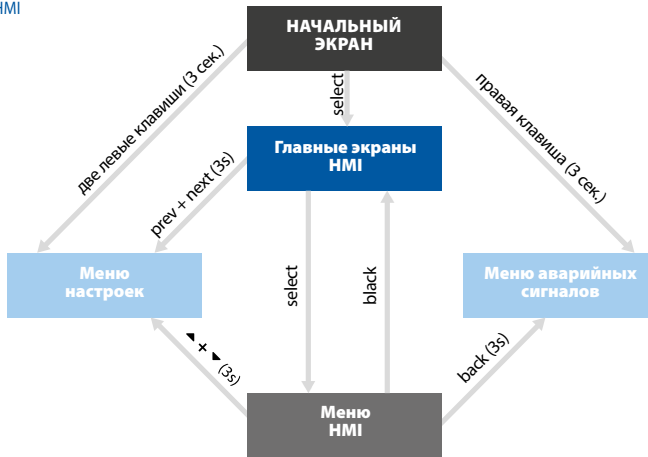 HMI
НАЧАЛЬНЫЙ
ЭКРАН
две левые клавиши (3 сек.)
select
правая клавиша (3 сек.)
Главные экраны
HMI
prev + next (3s)
Меню
настроек
select
black
Меню аварийных
сигналов
◥ + ◣ (3s)
back (3s)
Меню
HMI